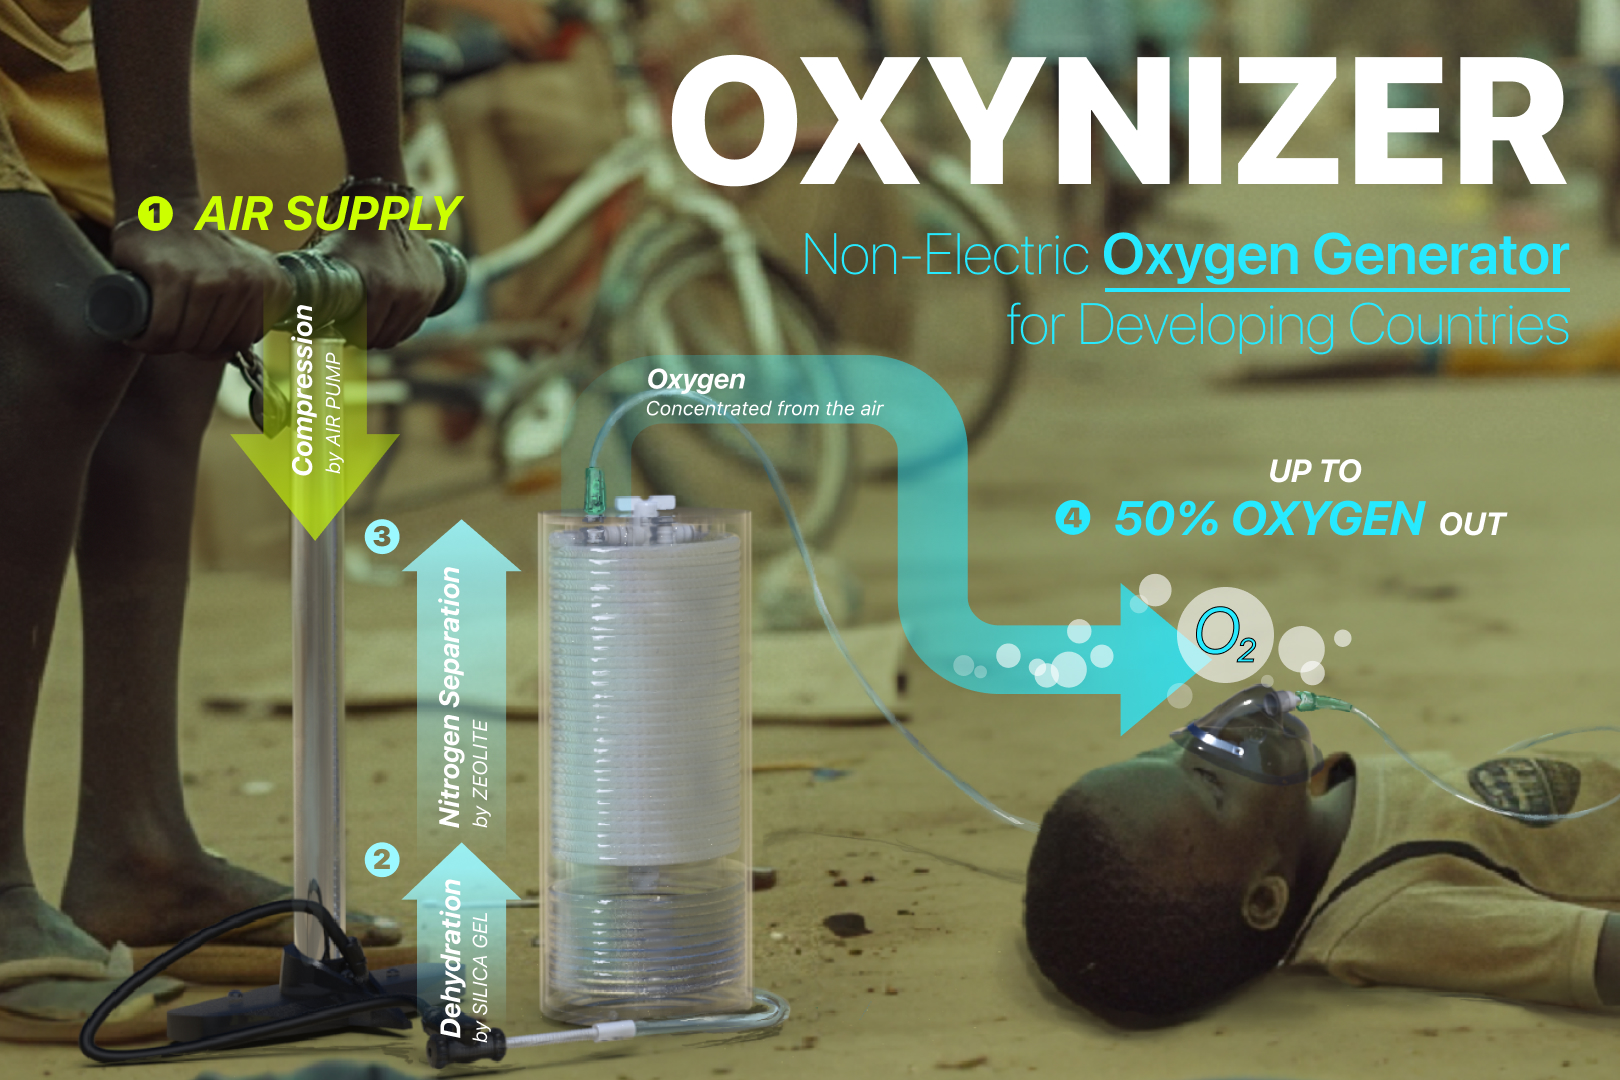 OXYNIZER
Non-Electric Oxygen Generator
for Developing Countries
1 AIR SUPPLY
Compression
by AIR PUMP
2
Dehydration
by SILICA GEL
3
Nitrogen Separation
by ZEOLITE
Oxygen
Concentrated from the air
UP TO
4 50% OXYGEN OUT
O₂